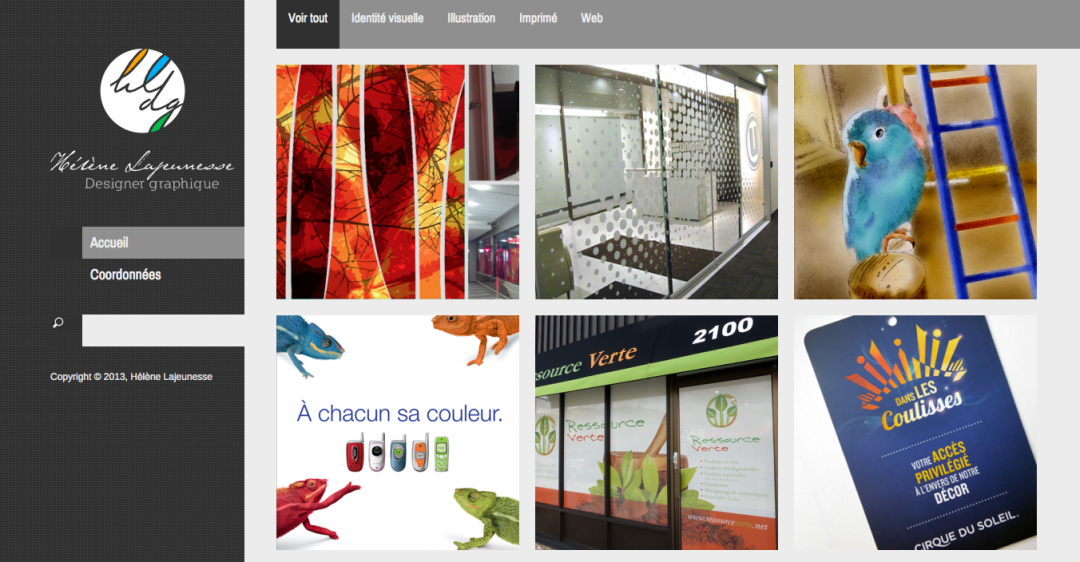 Voir tout
Identité visuelle
Illustration
Imprimé
Web
hljdg
Hélène Lajeunesse
Designer graphique
Accueil
Coordonnées
Copyright © 2013, Hélène Lajeunesse
À chacun sa couleur.
2100
ssource Verte
Ressource
Verte
Ressource
Verte
www.ressourceverte.net
DANS LES
Coulisses
VOTRE ACCÈS
PRIVILÉGIÉ
À L'ENVERS DE NOTRE
DÉCOR
CIRQUE DU SOLEIL.